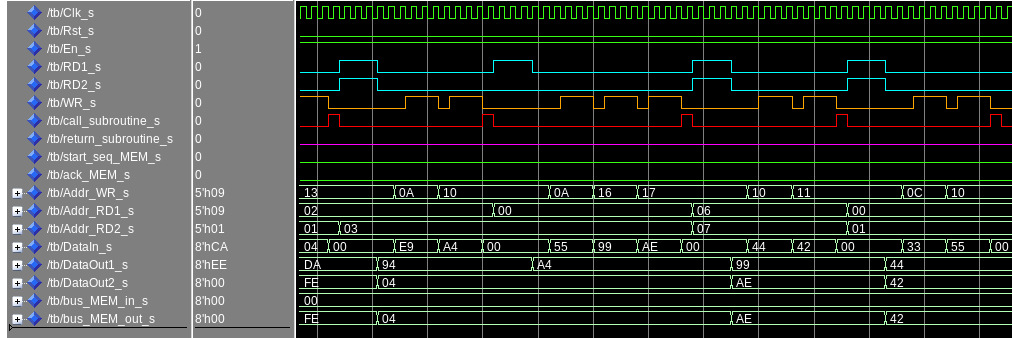 /tb/Clk_s 0
/tb/Rst_s 0
/tb/En_s 1
/tb/RD1_s 0
/tb/RD2_s 0
/tb/WR_s 0
/tb/call_subroutine_s 0
/tb/return_subroutine_s 0
/tb/start_seq_MEM_s 0
/tb/ack_MEM_s 0
/tb/Addr_WR_s 5'h09 13 0A 10 0A 16 17 10 11 0C 10
/tb/Addr_RD1_s 5'h09 02 00 06 00
/tb/Addr_RD2_s 5'h01 01 03 07 01
/tb/DataIn_s 8'hCA 04 00 E9 A4 00 55 99 AE 00 44 42 00 33 55 00
/tb/DataOut1_s 8'hEE DA 94 A4 99 44
/tb/DataOut2_s 8'h00 FE 04 AE 42
/tb/bus_MEM_in_s 8'h00 00
/tb/bus_MEM_out_s 8'h00 FE 04 AE 42